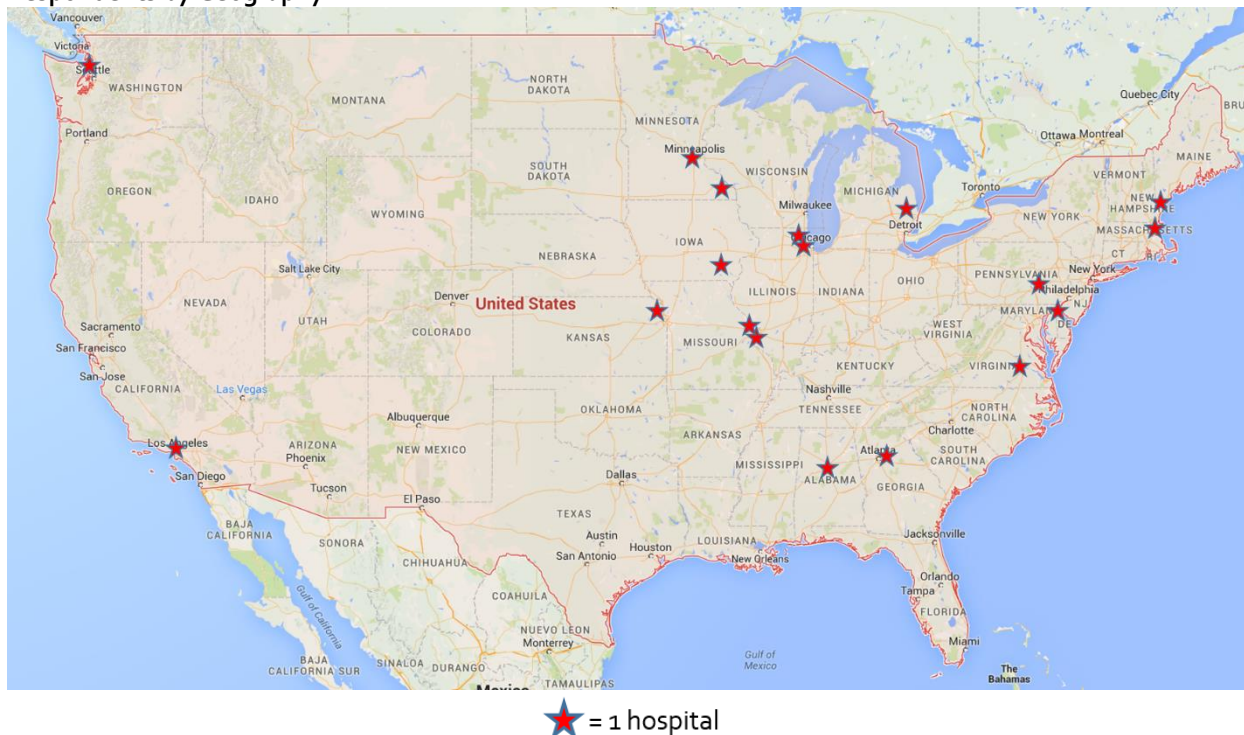 Vancouver
Victoria
Seattle
WASHINGTON
Portland
OREGON
IDAHO
MONTANA
NORTH
DAKOTA
SOUTH
DAKOTA
MINNESOTA
Minneapolis
WISCONSIN
Milwaukee
MICHIGAN
Detroit
Toronto
Ottawa
Montreal
Quebec City
BRU
MAINE
VERMONT
NEW
HAMPSHIRE
MASSACHUSETTS
NEW YORK
CT
RI
WYOMING
NEBRASKA
IOWA
Chicago
ILLINOIS
INDIANA
OHIO
PENNSYLVANIA
New York
Philadelphia
NJ
MARYLAND
DE
WEST
VIRGINIA
VIRGINIA
Salt Lake City
NEVADA
UTAH
Denver
COLORADO
United States
KANSAS
MISSOURI
KENTUCKY
Sacramento
San Francisco
San Jose
CALIFORNIA
Las Vegas
Los Angeles
San Diego
ARIZONA
Phoenix
Tucson
Albuquerque
NEW MEXICO
El Paso
OKLAHOMA
ARKANSAS
Nashville
TENNESSEE
NORTH
CAROLINA
Charlotte
SOUTH
CAROLINA
Atlanta
GEORGIA
MISSISSIPPI
ALABAMA
Dallas
TEXAS
Austin
San Antonio
Houston
LOUISIANA
New Orleans
Jacksonville
Orlando
Tampa
FLORIDA
Miami
The
Bahamas
Gulf of
Mexico
BAJA
CALIFORNIA
SONORA
CHIHUAHUA
COAHUILA
Gulf of California
BAJA
CALIFORNIA SUR
SINALOA
DURANGO
NUEVO LEON
Monterrey
TAMAULIPAS
Mexico
= 1 hospital